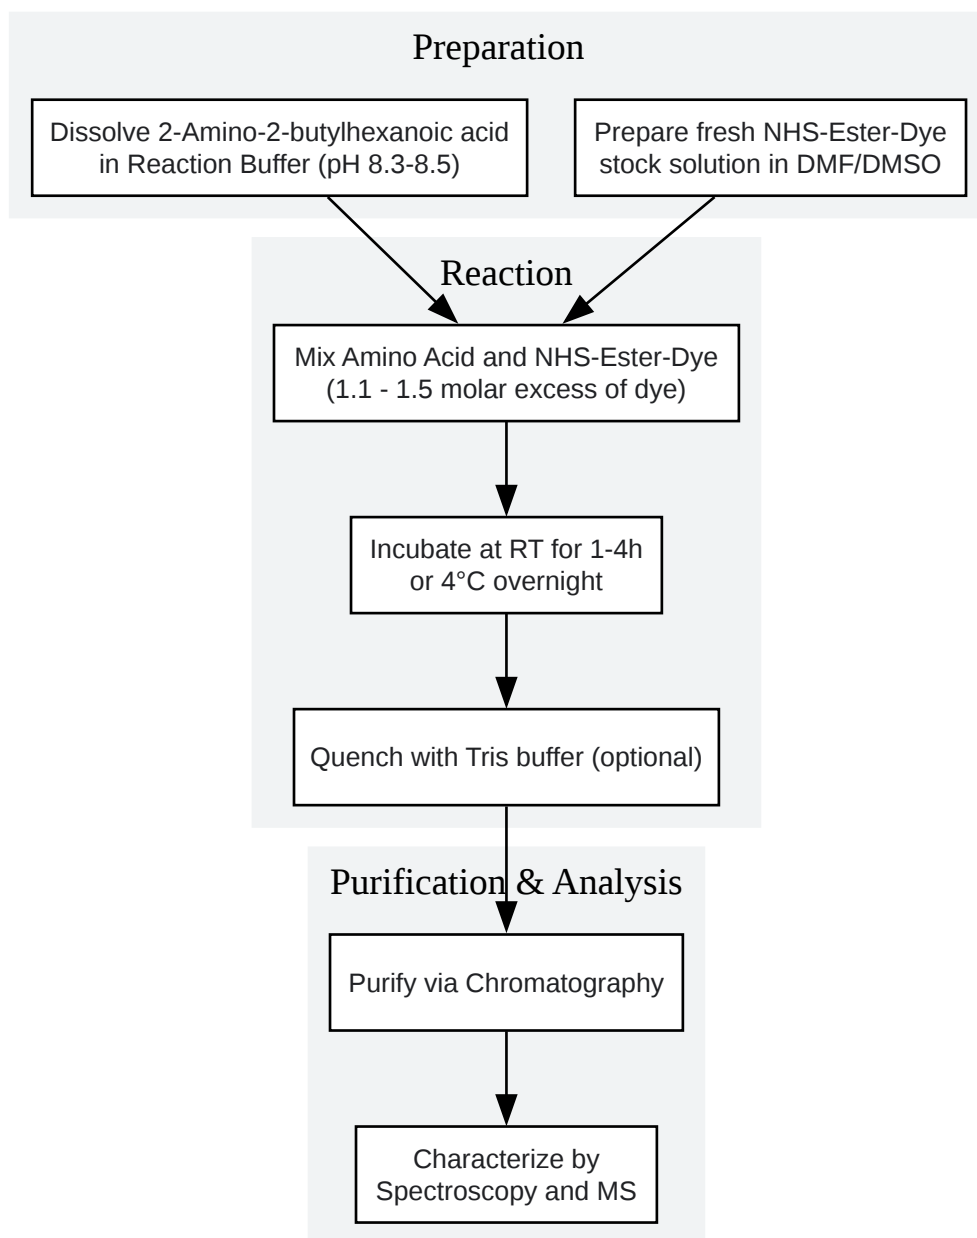 Preparation
Dissolve 2-Amino-2-butylhexanoic acid
in Reaction Buffer (pH 8.3-8.5)
Prepare fresh NHS-Ester-Dye
stock solution in DMF/DMSO
Reaction
Mix Amino Acid and NHS-Ester-Dye
(1.1 - 1.5 molar excess of dye)
Incubate at RT for 1-4h
or 4°C overnight
Quench with Tris buffer (optional)
Purification & Analysis
Purify via Chromatography
Characterize by
Spectroscopy and MS